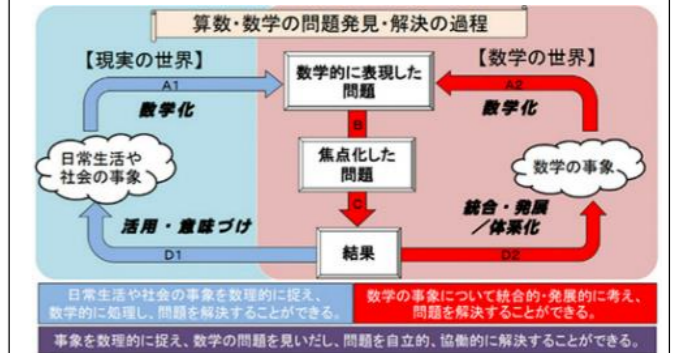 算数・数学の問題発見・解決の過程
【現実の世界】
【数学の世界】
数学的に表現した
問題
A1
A2
数学化
数学化
B
日常生活や
社会の事象
焦点化した
問題
数学の事象
C
活用・意味づけ
統合・発展
/体系化
結果
D1
D2
日常生活や社会の事象を数理的に捉え、
数学的に処理し、問題を解決することができる。
数学の事象について統合的・発展的に考え、
問題を解決することができる。
事象を数理的に捉え、数学の問題を見いだし、問題を自立的、協働的に解決することができる。